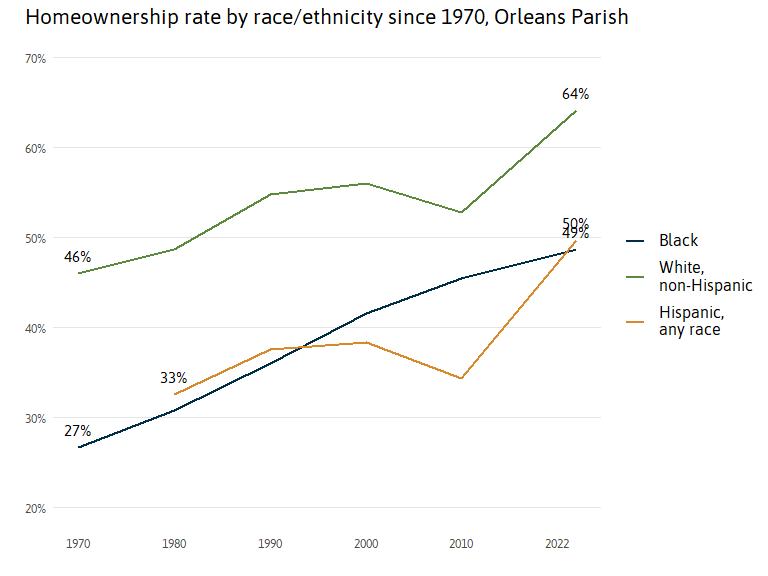 Homeownership rate by race/ethnicity since 1970, Orleans Parish
70%
64%
60%
50%
50%
49%
46%
Black
White,
non-Hispanic
Hispanic,
any race
40%
33%
30%
27%
20%
1970 1980 1990 2000 2010 2022